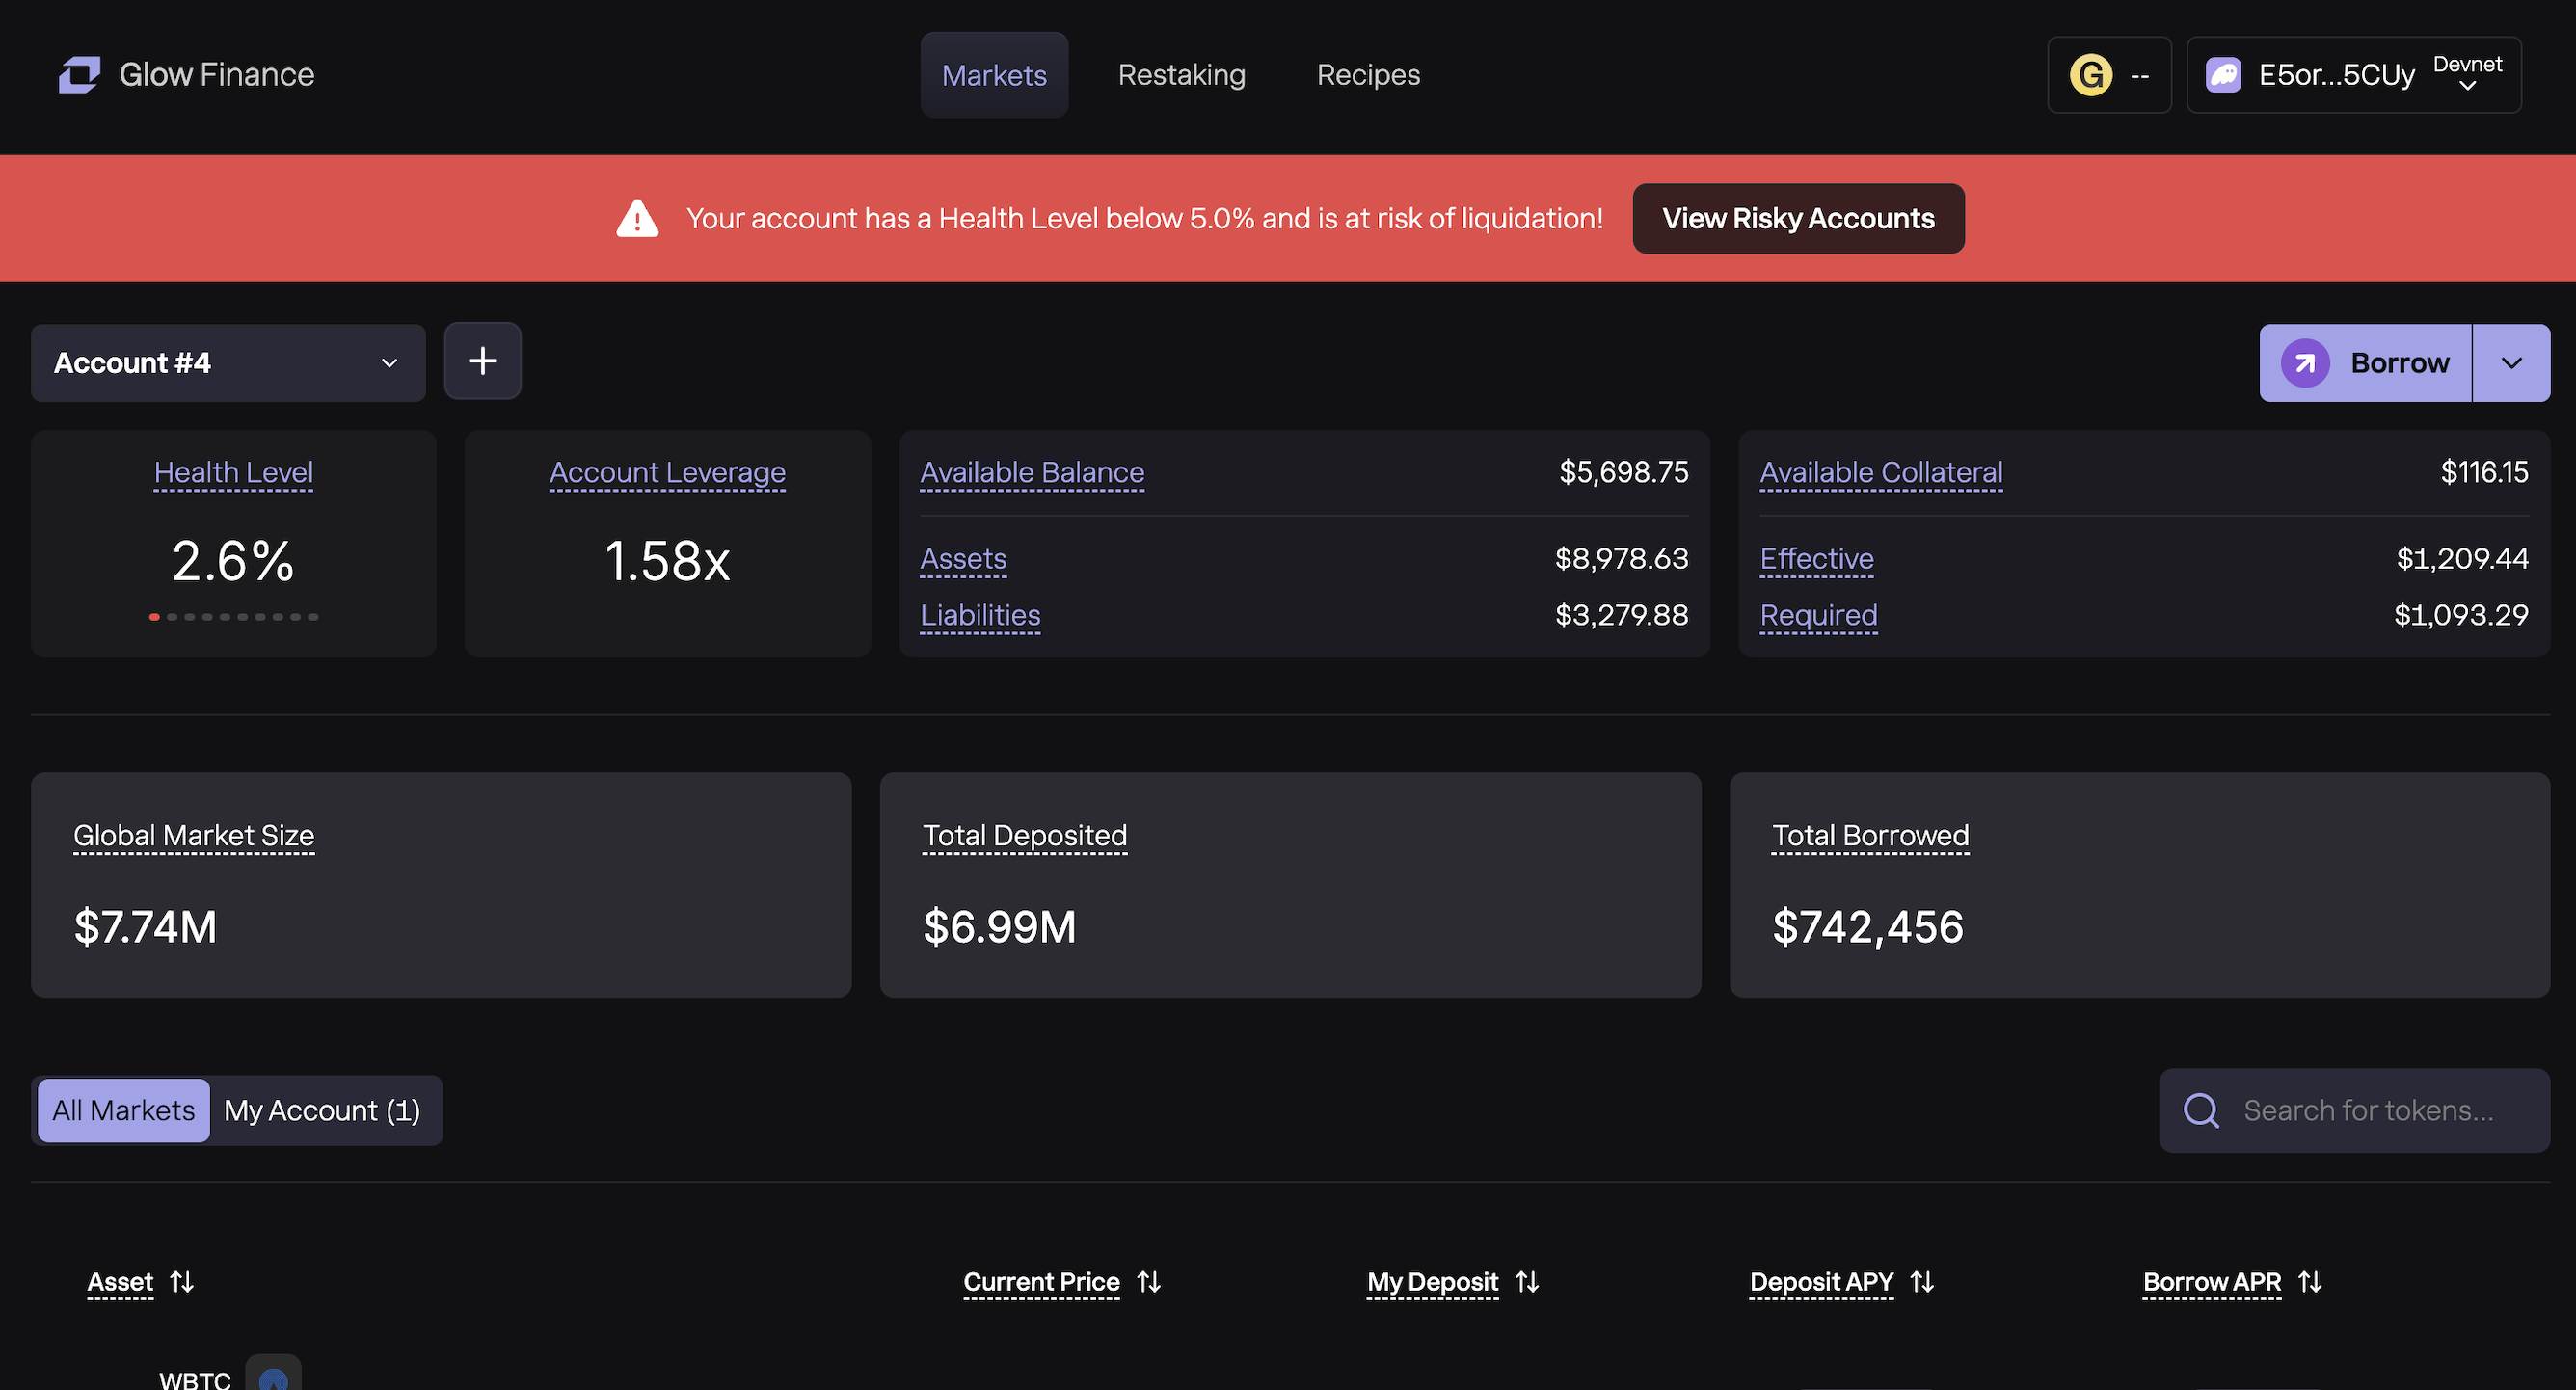 Glow Finance
Markets
Restaking
Recipes
G --
E5or...5CUy
Devnet
Your account has a Health Level below 5.0% and is at risk of liquidation!
View Risky Accounts
Account #4
Borrow
Health Level
2.6%
Account Leverage
1.58x
Available Balance $5,698.75
Assets $8,978.63
Liabilities $3,279.88
Available Collateral $116.15
Effective $1,209.44
Required $1,093.29
Global Market Size
$7.74M
Total Deposited
$6.99M
Total Borrowed
$742,456
All Markets
My Account (1)
Search for tokens...
Asset
Current Price
My Deposit
Deposit APY
Borrow APR
WBTC